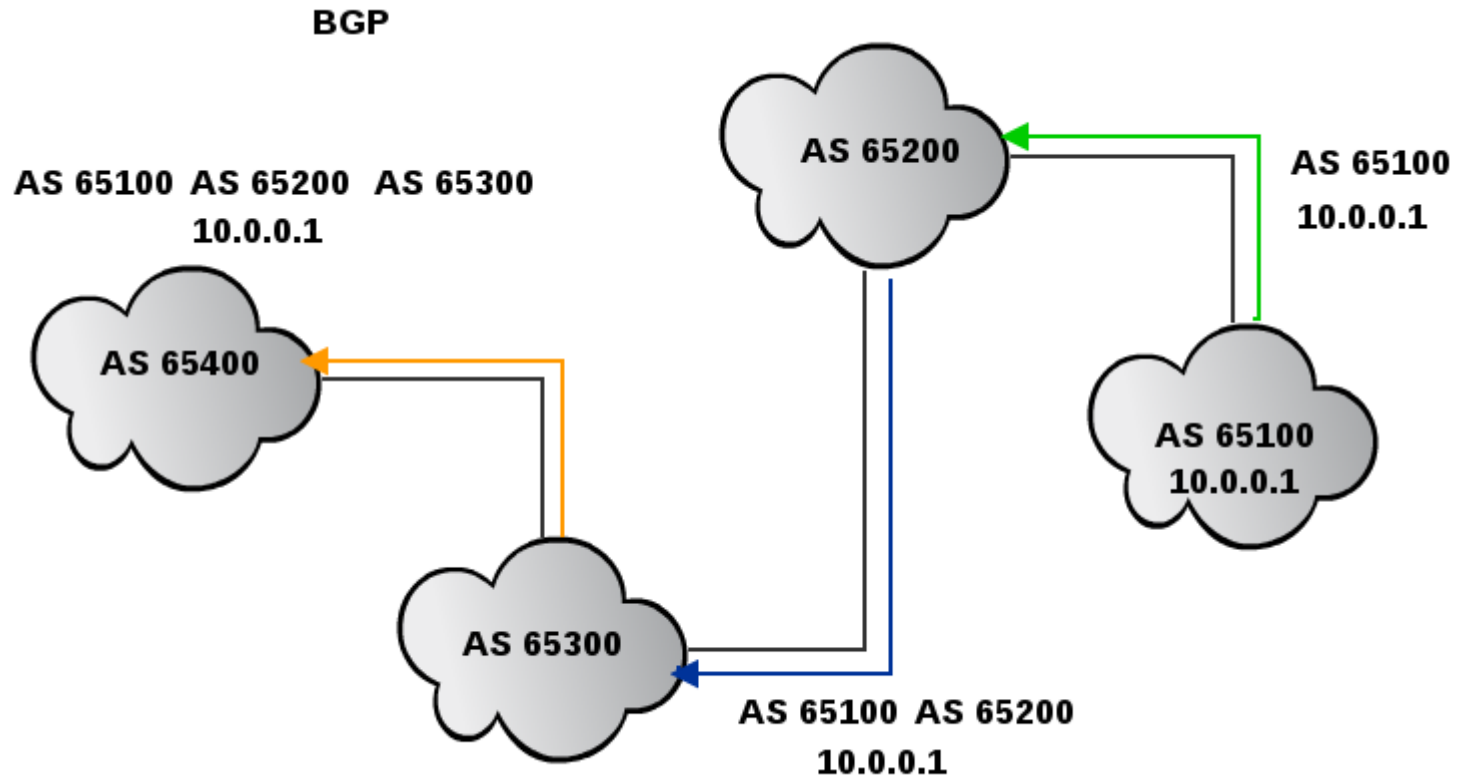 BGP
AS 65200
AS 65100
10.0.0.1
AS 65100 AS 65200 AS 65300
10.0.0.1
AS 65400
AS 65100
10.0.0.1
AS 65300
AS 65100 AS 65200
10.0.0.1